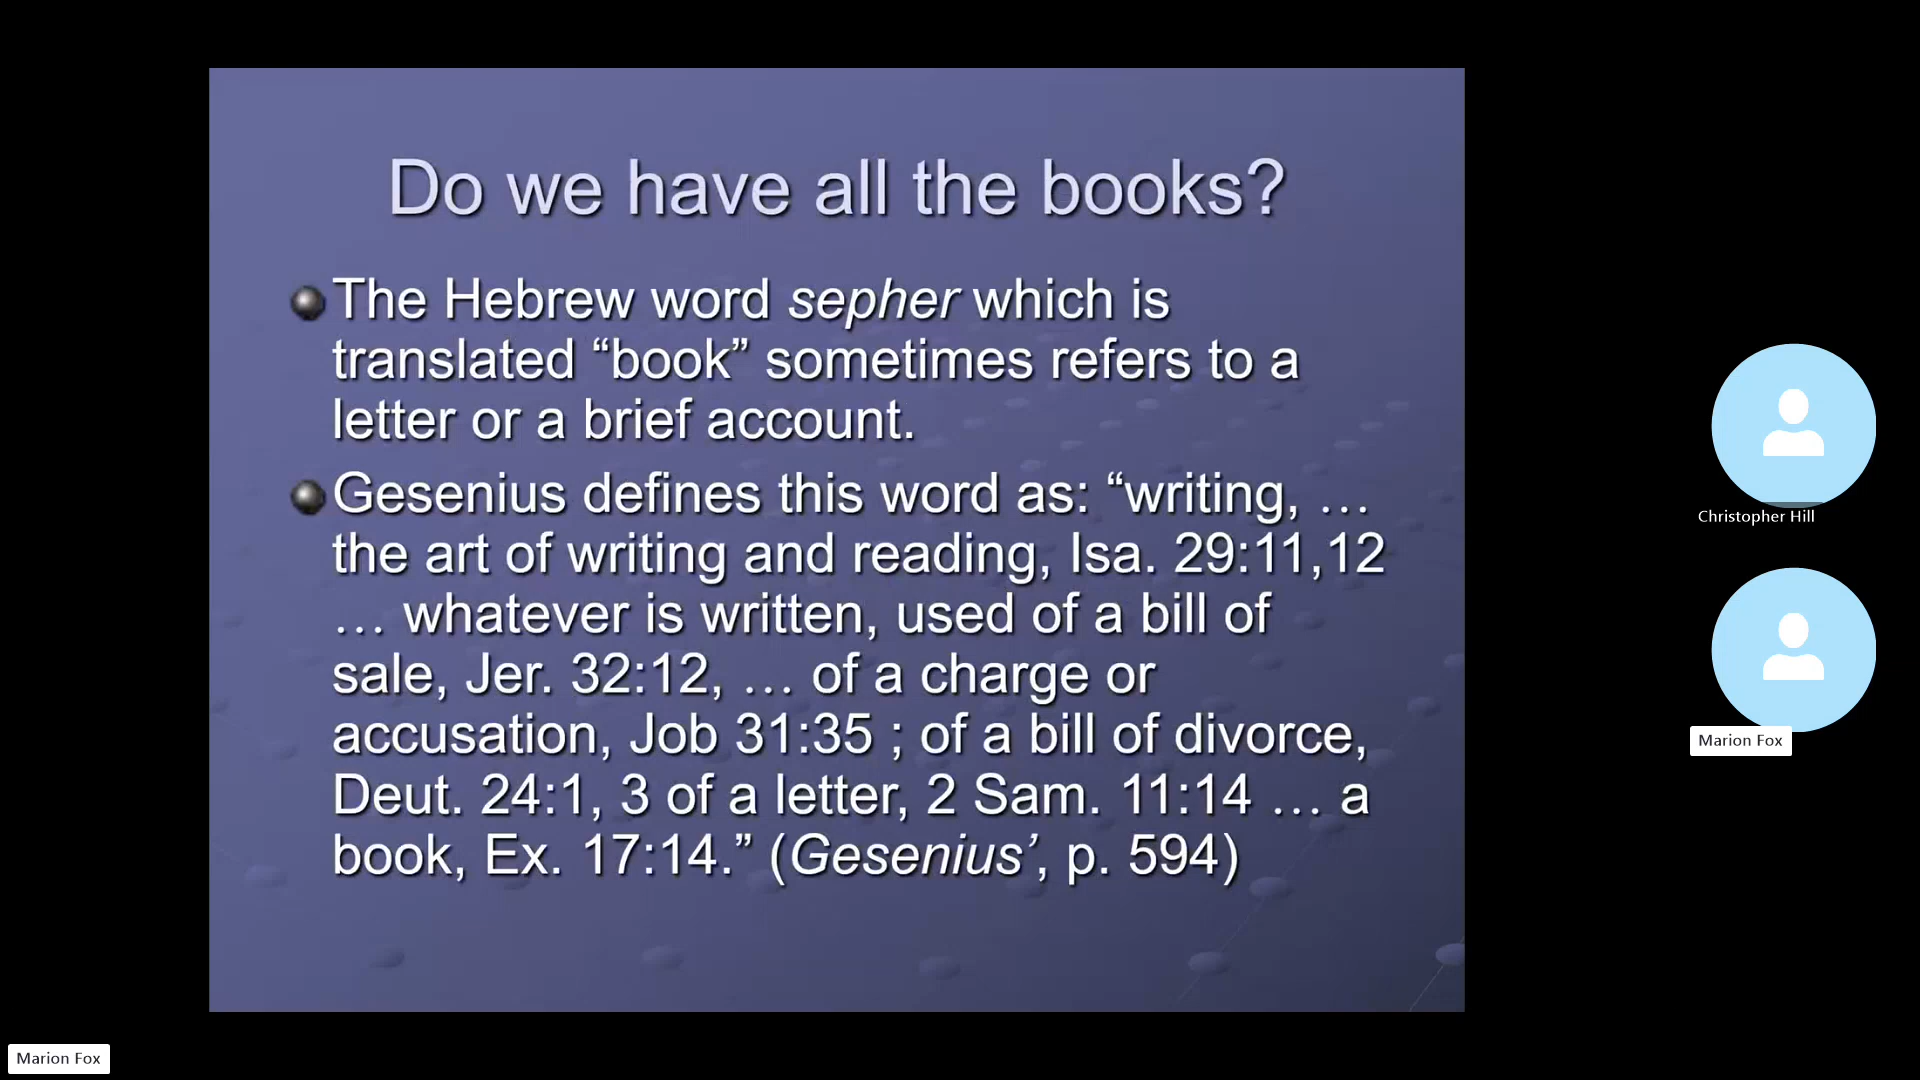 Do we have all the books?
The Hebrew word sepher which is
translated “book” sometimes refers to a
letter or a brief account.
Gesenius defines this word as: “writing, …
the art of writing and reading, Isa. 29:11,12
… whatever is written, used of a bill of
sale, Jer. 32:12, … of a charge or
accusation, Job 31:35 ; of a bill of divorce,
Deut. 24:1, 3 of a letter, 2 Sam. 11:14 … a
book, Ex. 17:14.” (Gesenius’, p. 594)
Christopher Hill
Marion Fox
Marion Fox